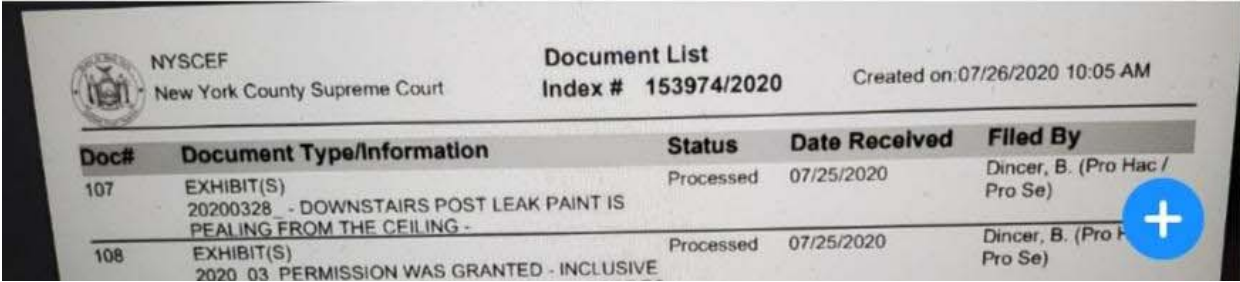 NYSCEF
New York County Supreme Court
Document List
Index # 153974/2020
Created on:07/26/2020 10:05 AM
Doc# Document Type/Information Status Date Received Filed By
107 EXHIBIT(S) Processed 07/25/2020 Dincer, B. (Pro Hac /
20200328_ - DOWNSTAIRS POST LEAK PAINT IS Pro Se)
PEALING FROM THE CEILING -
108 EXHIBIT(S) Processed 07/25/2020 Dincer, B. (Pro
2020_03 PERMISSION WAS GRANTED - INCLUSIVE Pro Se)